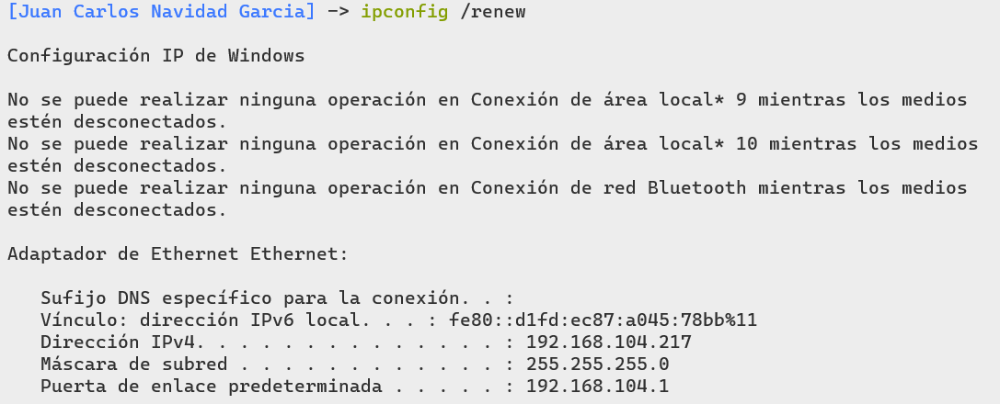 [Juan Carlos Navidad Garcia] -> ipconfig /renew
Configuración IP de Windows
No se puede realizar ninguna operación en Conexión de área local* 9 mientras los medios
estén desconectados.
No se puede realizar ninguna operación en Conexión de área local* 10 mientras los medios
estén desconectados.
No se puede realizar ninguna operación en Conexión de red Bluetooth mientras los medios
estén desconectados.
Adaptador de Ethernet Ethernet:
Sufijo DNS específico para la conexión. . :
Vínculo: dirección IPv6 local. . . : fe80::d1fd:ec87:a045:78bb%11
Dirección IPv4. . . . . . . . . . . . . . : 192.168.104.217
Máscara de subred . . . . . . . . . . . . : 255.255.255.0
Puerta de enlace predeterminada . . . . . : 192.168.104.1